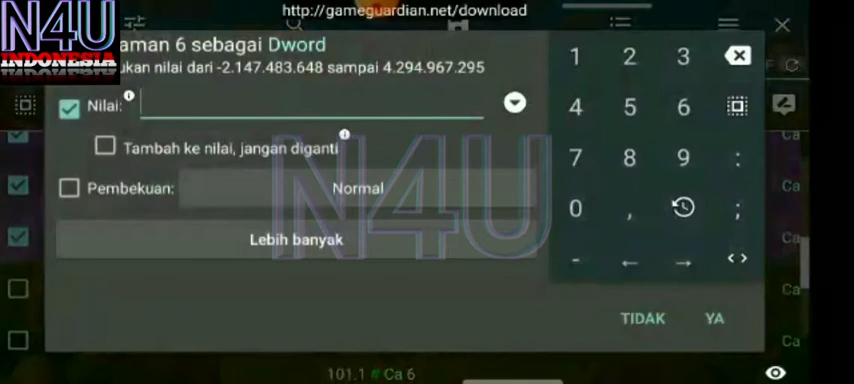 http://gameguardian.net/download
N4U
INDONESIA
aman 6 sebagai Dword
ukan nilai dari -2.147.483.648 sampai 4.294.967.295
Nilai:
Tambah ke nilai, jangan diganti
Pembekuan:
Normal
Lebih banyak
N4U
1 2 3
4 5 6
7 8 9 :
0 , ;
- ← → < >
TIDAK
YA
F
Ca
Ca
Ca
Ca
Ca
101.1 # Ca 6